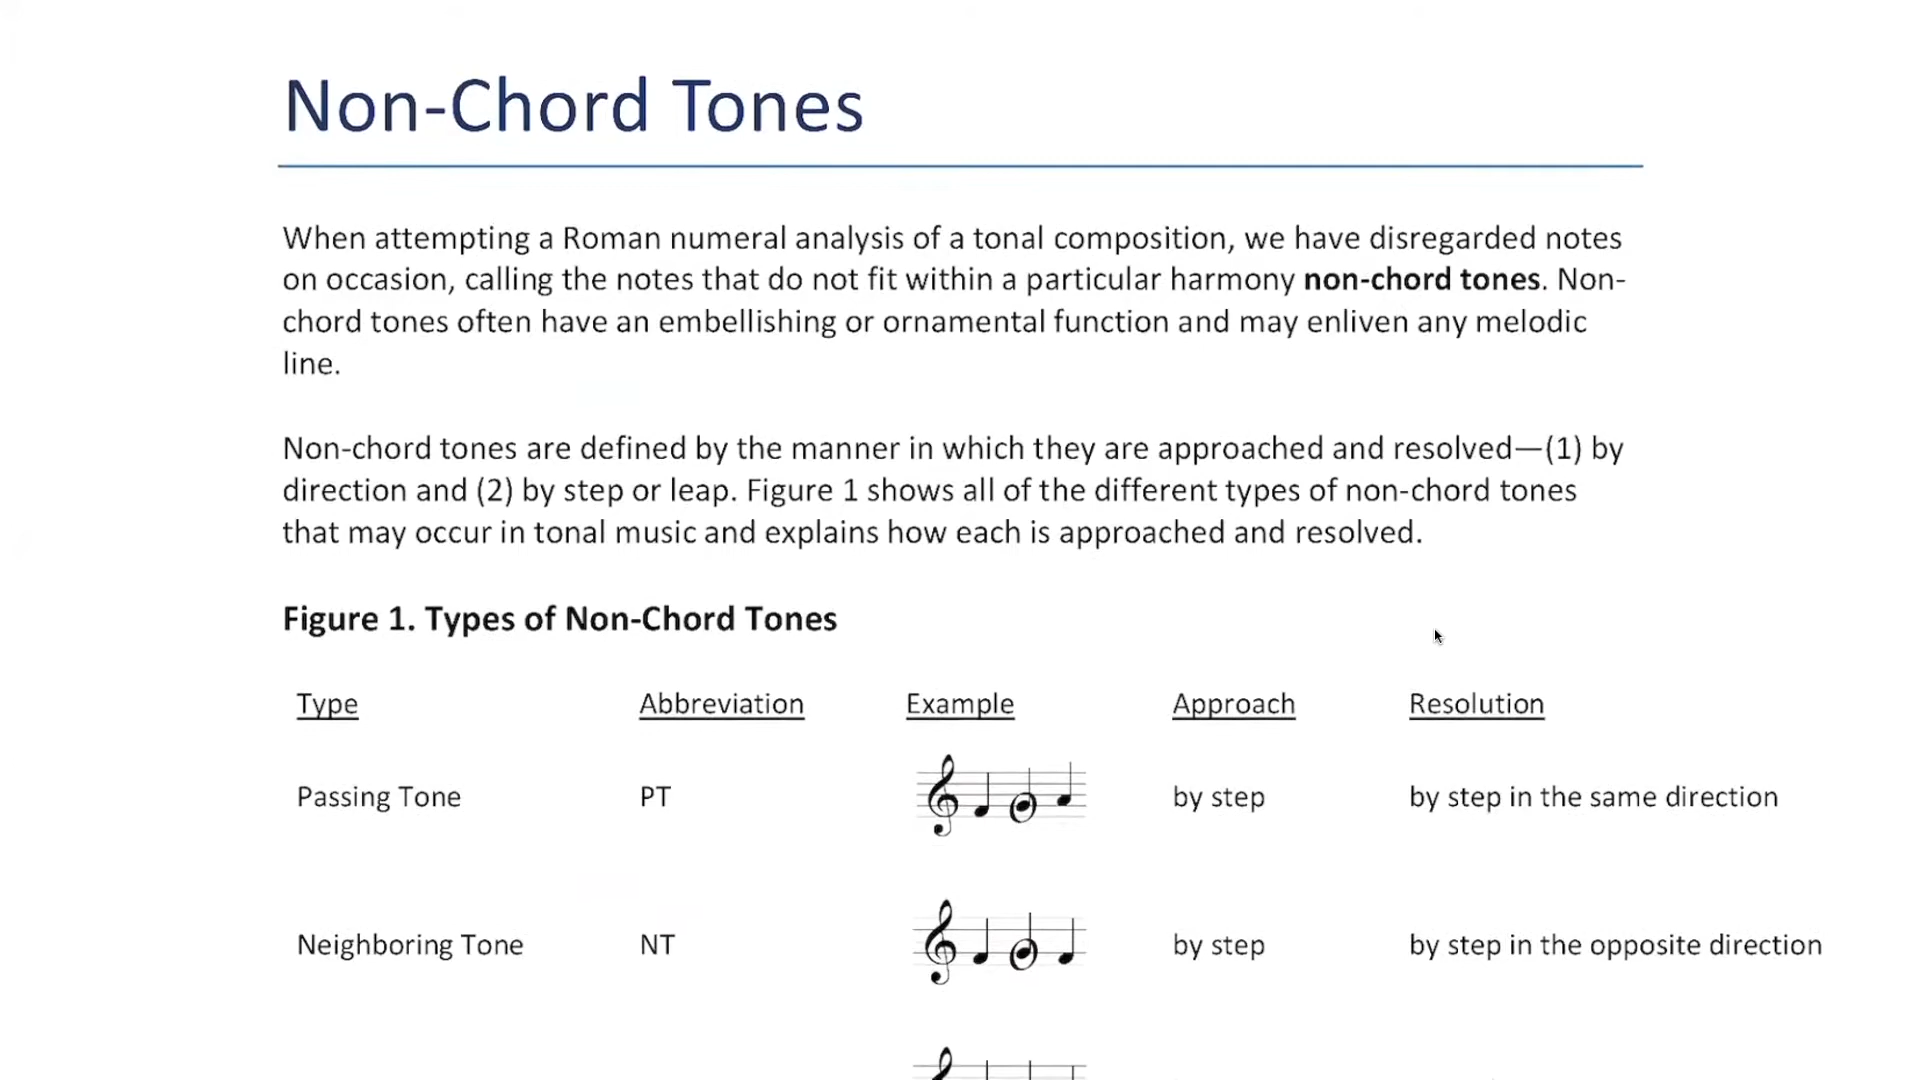 Non-Chord Tones
When attempting a Roman numeral analysis of a tonal composition, we have disregarded notes
on occasion, calling the notes that do not fit within a particular harmony non-chord tones. Non-
chord tones often have an embellishing or ornamental function and may enliven any melodic
line.
Non-chord tones are defined by the manner in which they are approached and resolved—(1) by
direction and (2) by step or leap. Figure 1 shows all of the different types of non-chord tones
that may occur in tonal music and explains how each is approached and resolved.
Figure 1. Types of Non-Chord Tones
Type Abbreviation Example Approach Resolution
Passing Tone PT by step by step in the same direction
Neighboring Tone NT by step by step in the opposite direction